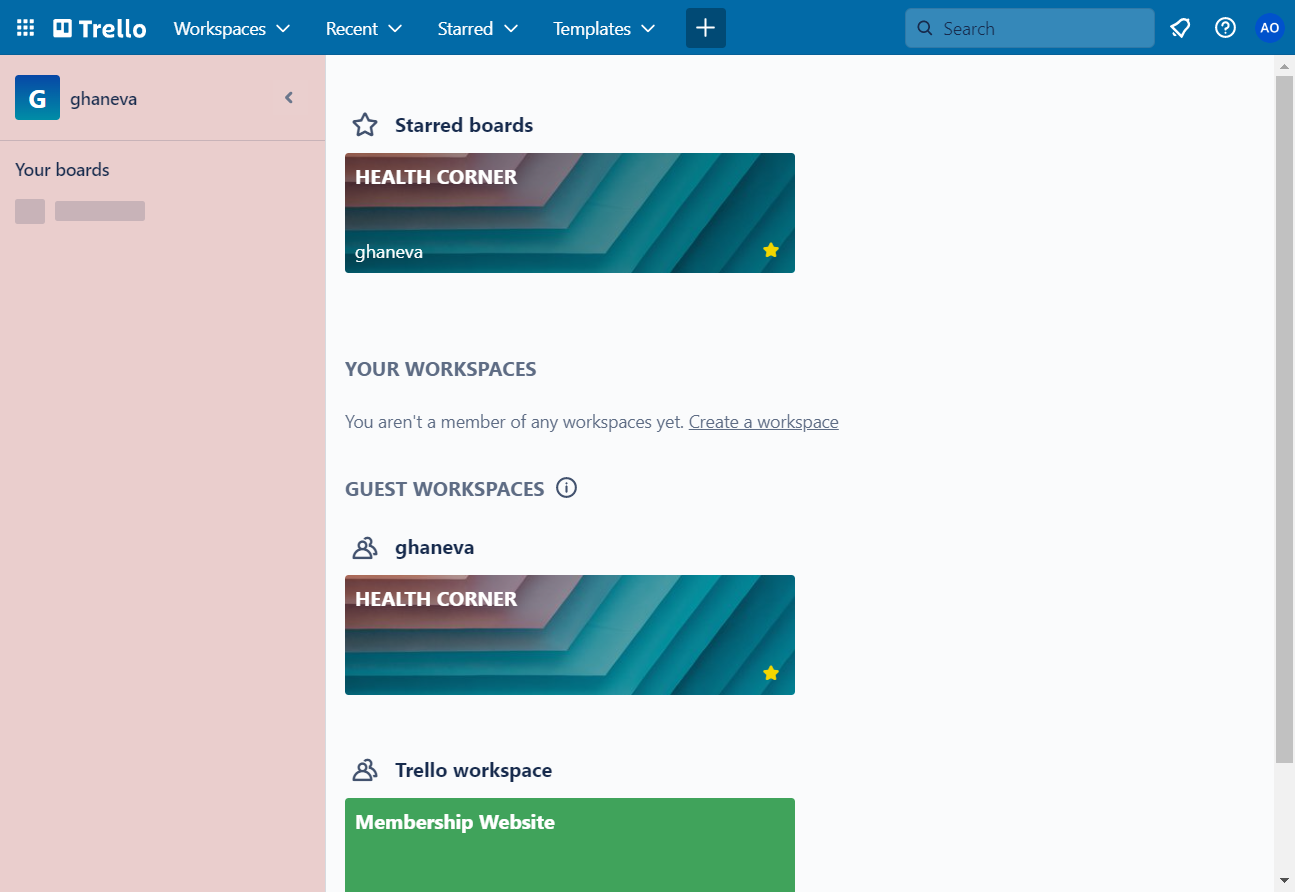 Trello Workspaces Recent Starred Templates Search AO
G ghaneva
Your boards
Starred boards
HEALTH CORNER
ghaneva
YOUR WORKSPACES
You aren't a member of any workspaces yet. Create a workspace
GUEST WORKSPACES
ghaneva
HEALTH CORNER
Trello workspace
Membership Website